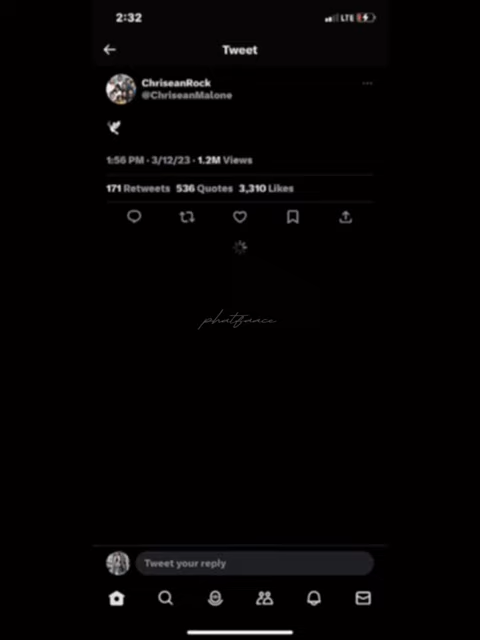 2:32 LTE
Tweet
ChriseanRock
@ChriseanMalone
🕊
1:56 PM · 3/12/23 · 1.2M Views
171 Retweets 536 Quotes 3,310 Likes
Tweet your reply